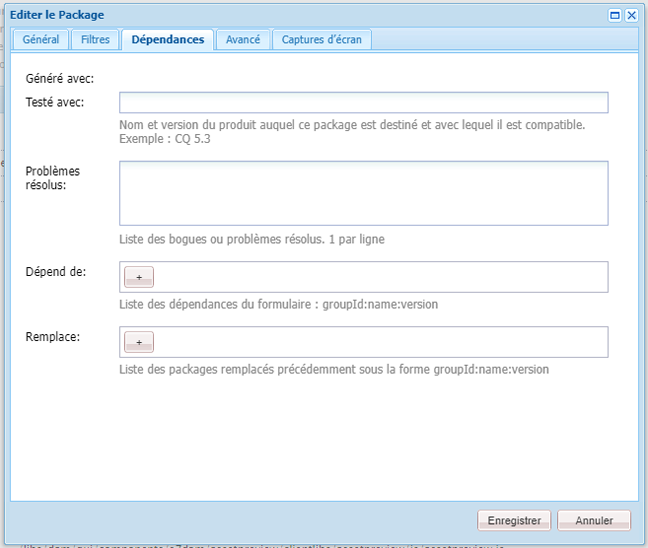 Editer le Package
Général
Filtres
Dépendances
Avancé
Captures d'écran
Généré avec:
Testé avec:
Nom et version du produit auquel ce package est destiné et avec lequel il est compatible.
Exemple : CQ 5.3
Problèmes
résolus:
Liste des bogues ou problèmes résolus. 1 par ligne
Dépend de:
+
Liste des dépendances du formulaire : groupId:name:version
Remplace:
+
Liste des packages remplacés précédemment sous la forme groupId:name:version
Enregistrer
Annuler